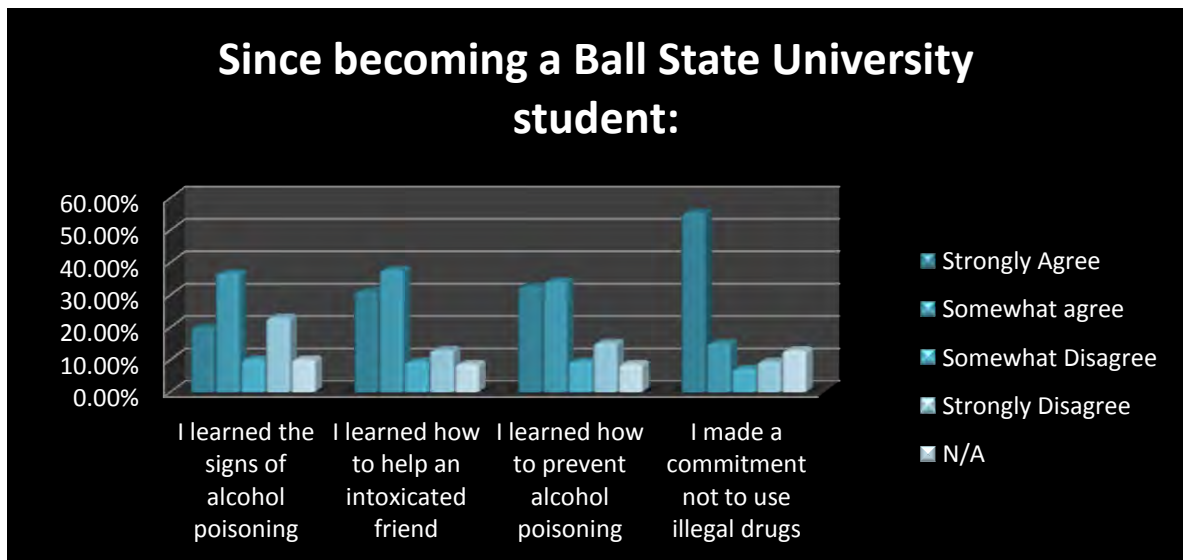 Since becoming a Ball State University
student:
60.00%
50.00%
40.00%
30.00%
20.00%
10.00%
0.00%
I learned the
signs of
alcohol
poisoning
I learned how
to help an
intoxicated
friend
I learned how
to prevent
alcohol
poisoning
I made a
commitment
not to use
illegal drugs
Strongly Agree
Somewhat agree
Somewhat Disagree
Strongly Disagree
N/A